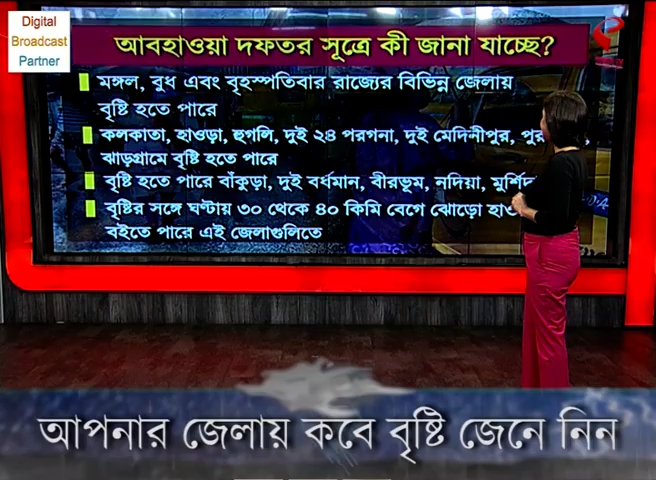 Digital
Broadcast
Partner
আবহাওয়া দফতর সূত্রে কী জানা যাচ্ছে?
মঙ্গল, বুধ এবং বৃহস্পতিবার রাজ্যের বিভিন্ন জেলায়
বৃষ্টি হতে পারে
কলকাতা, হাওড়া, হুগলি, দুই ২৪ পরগনা, দুই মেদিনীপুর,
ঝাড়গ্রামে বৃষ্টি হতে পারে
বৃষ্টি হতে পারে বাঁকুড়া, দুই বর্ধমান, বীরভূম, নদিয়া,
বৃষ্টির সঙ্গে ঘণ্টায় ৩০ থেকে ৪০ কিমি বেগে ঝোড়ো
বইতে পারে এই জেলাগুলিতে
আপনার জেলায় কবে বৃষ্টি জেনে নিন